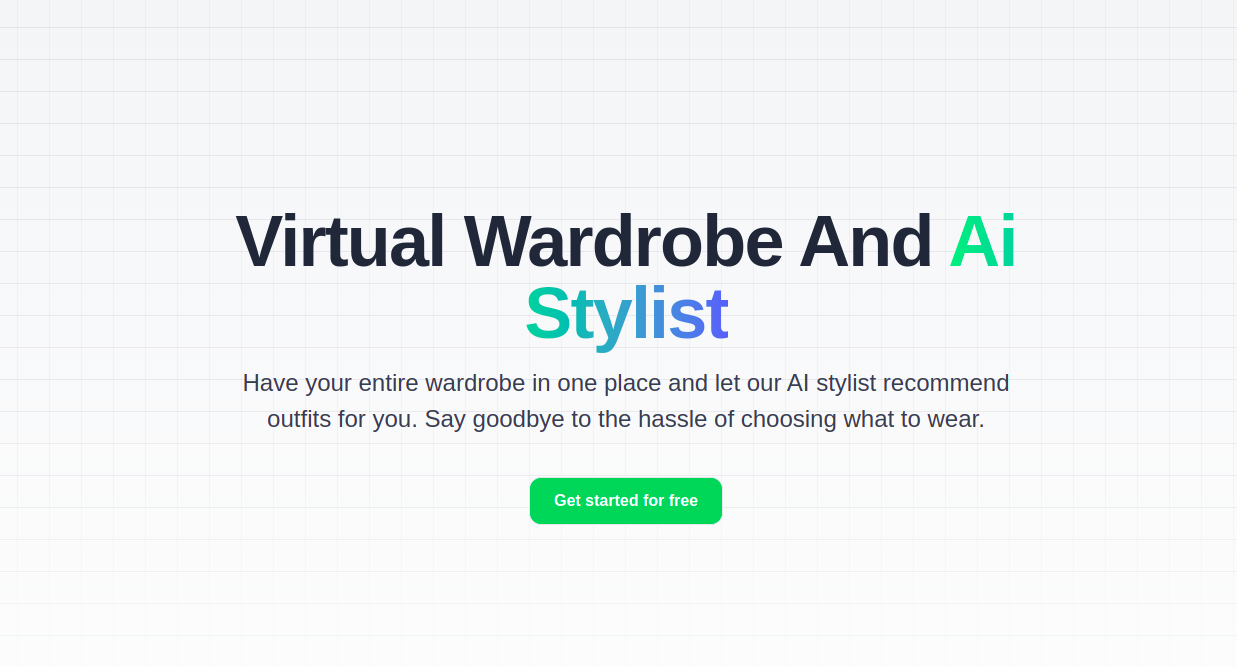 Virtual Wardrobe And Ai
Stylist
Have your entire wardrobe in one place and let our AI stylist recommend
outfits for you. Say goodbye to the hassle of choosing what to wear.
Get started for free